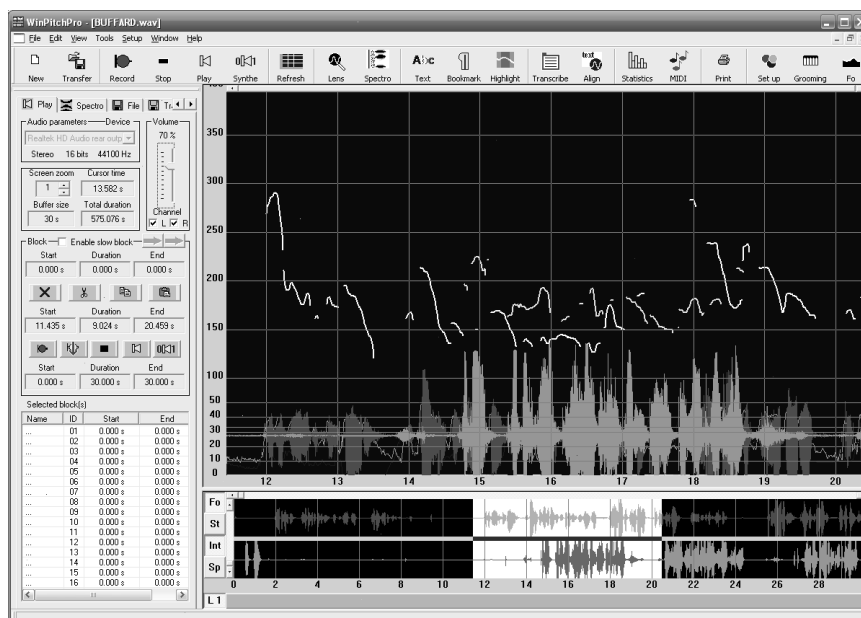 WinPitchPro - [BUFFARD.wav]
File Edit View Tools Setup Window Help
New Transfer Record Stop Play Synthe Refresh Lens Spectro Text Bookmark Highlight Transcribe Align Statistics MIDI Print Set up Grooming Fo
Play Spectro File
Audio parameters Device
Volume
Realtek HD Audio rear outp
70 %
Stereo 16 bits 44100 Hz
Screen zoom Cursor time
1 13.582 s
Buffer size Total duration
30 s 575.076 s
Channel
L R
Block Enable slow block
Start Duration End
0.000 s 0.000 s 0.000 s
Start Duration End
11.435 s 9.024 s 20.459 s
Start Duration End
0.000 s 30.000 s 30.000 s
Selected block(s)
Name ID Start End
... 01 0.000 s 0.000 s
... 02 0.000 s 0.000 s
... 03 0.000 s 0.000 s
... 04 0.000 s 0.000 s
... 05 0.000 s 0.000 s
... 06 0.000 s 0.000 s
... 07 0.000 s 0.000 s
... 08 0.000 s 0.000 s
... 09 0.000 s 0.000 s
... 10 0.000 s 0.000 s
... 11 0.000 s 0.000 s
... 12 0.000 s 0.000 s
... 13 0.000 s 0.000 s
... 14 0.000 s 0.000 s
... 15 0.000 s 0.000 s
... 16 0.000 s 0.000 s
350
300
250
200
150
100
50
40
30
20
10
0
12 13 14 15 16 17 18 19 20
Fo
St
Int
Sp
0 2 4 6 8 10 12 14 16 18 20 22 24 26 28
L 1